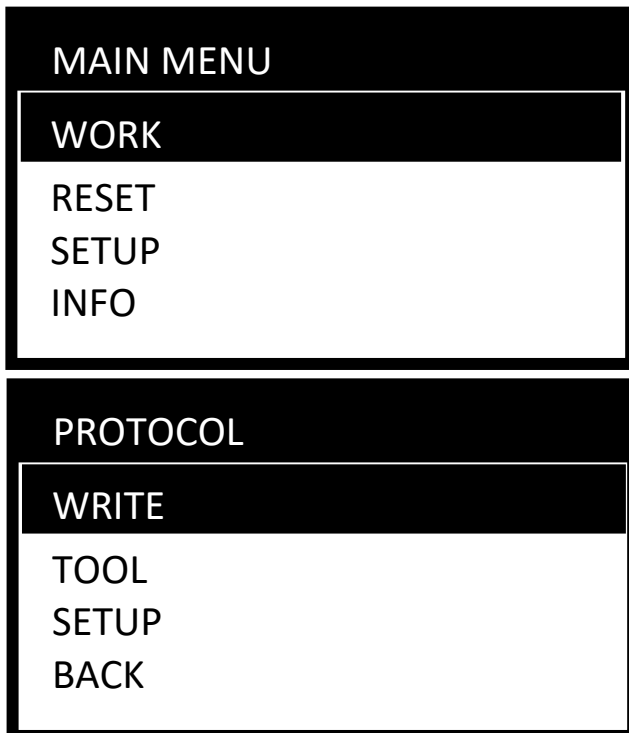 MAIN MENU
WORK
RESET
SETUP
INFO
PROTOCOL
WRITE
TOOL
SETUP
BACK